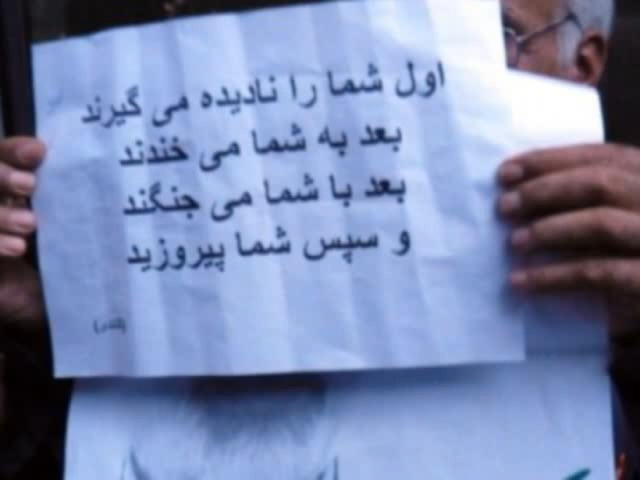 اول شما را نادیده می گیرند
بعد به شما می خندند
بعد با شما می جنگند
و سپس شما پیروزید